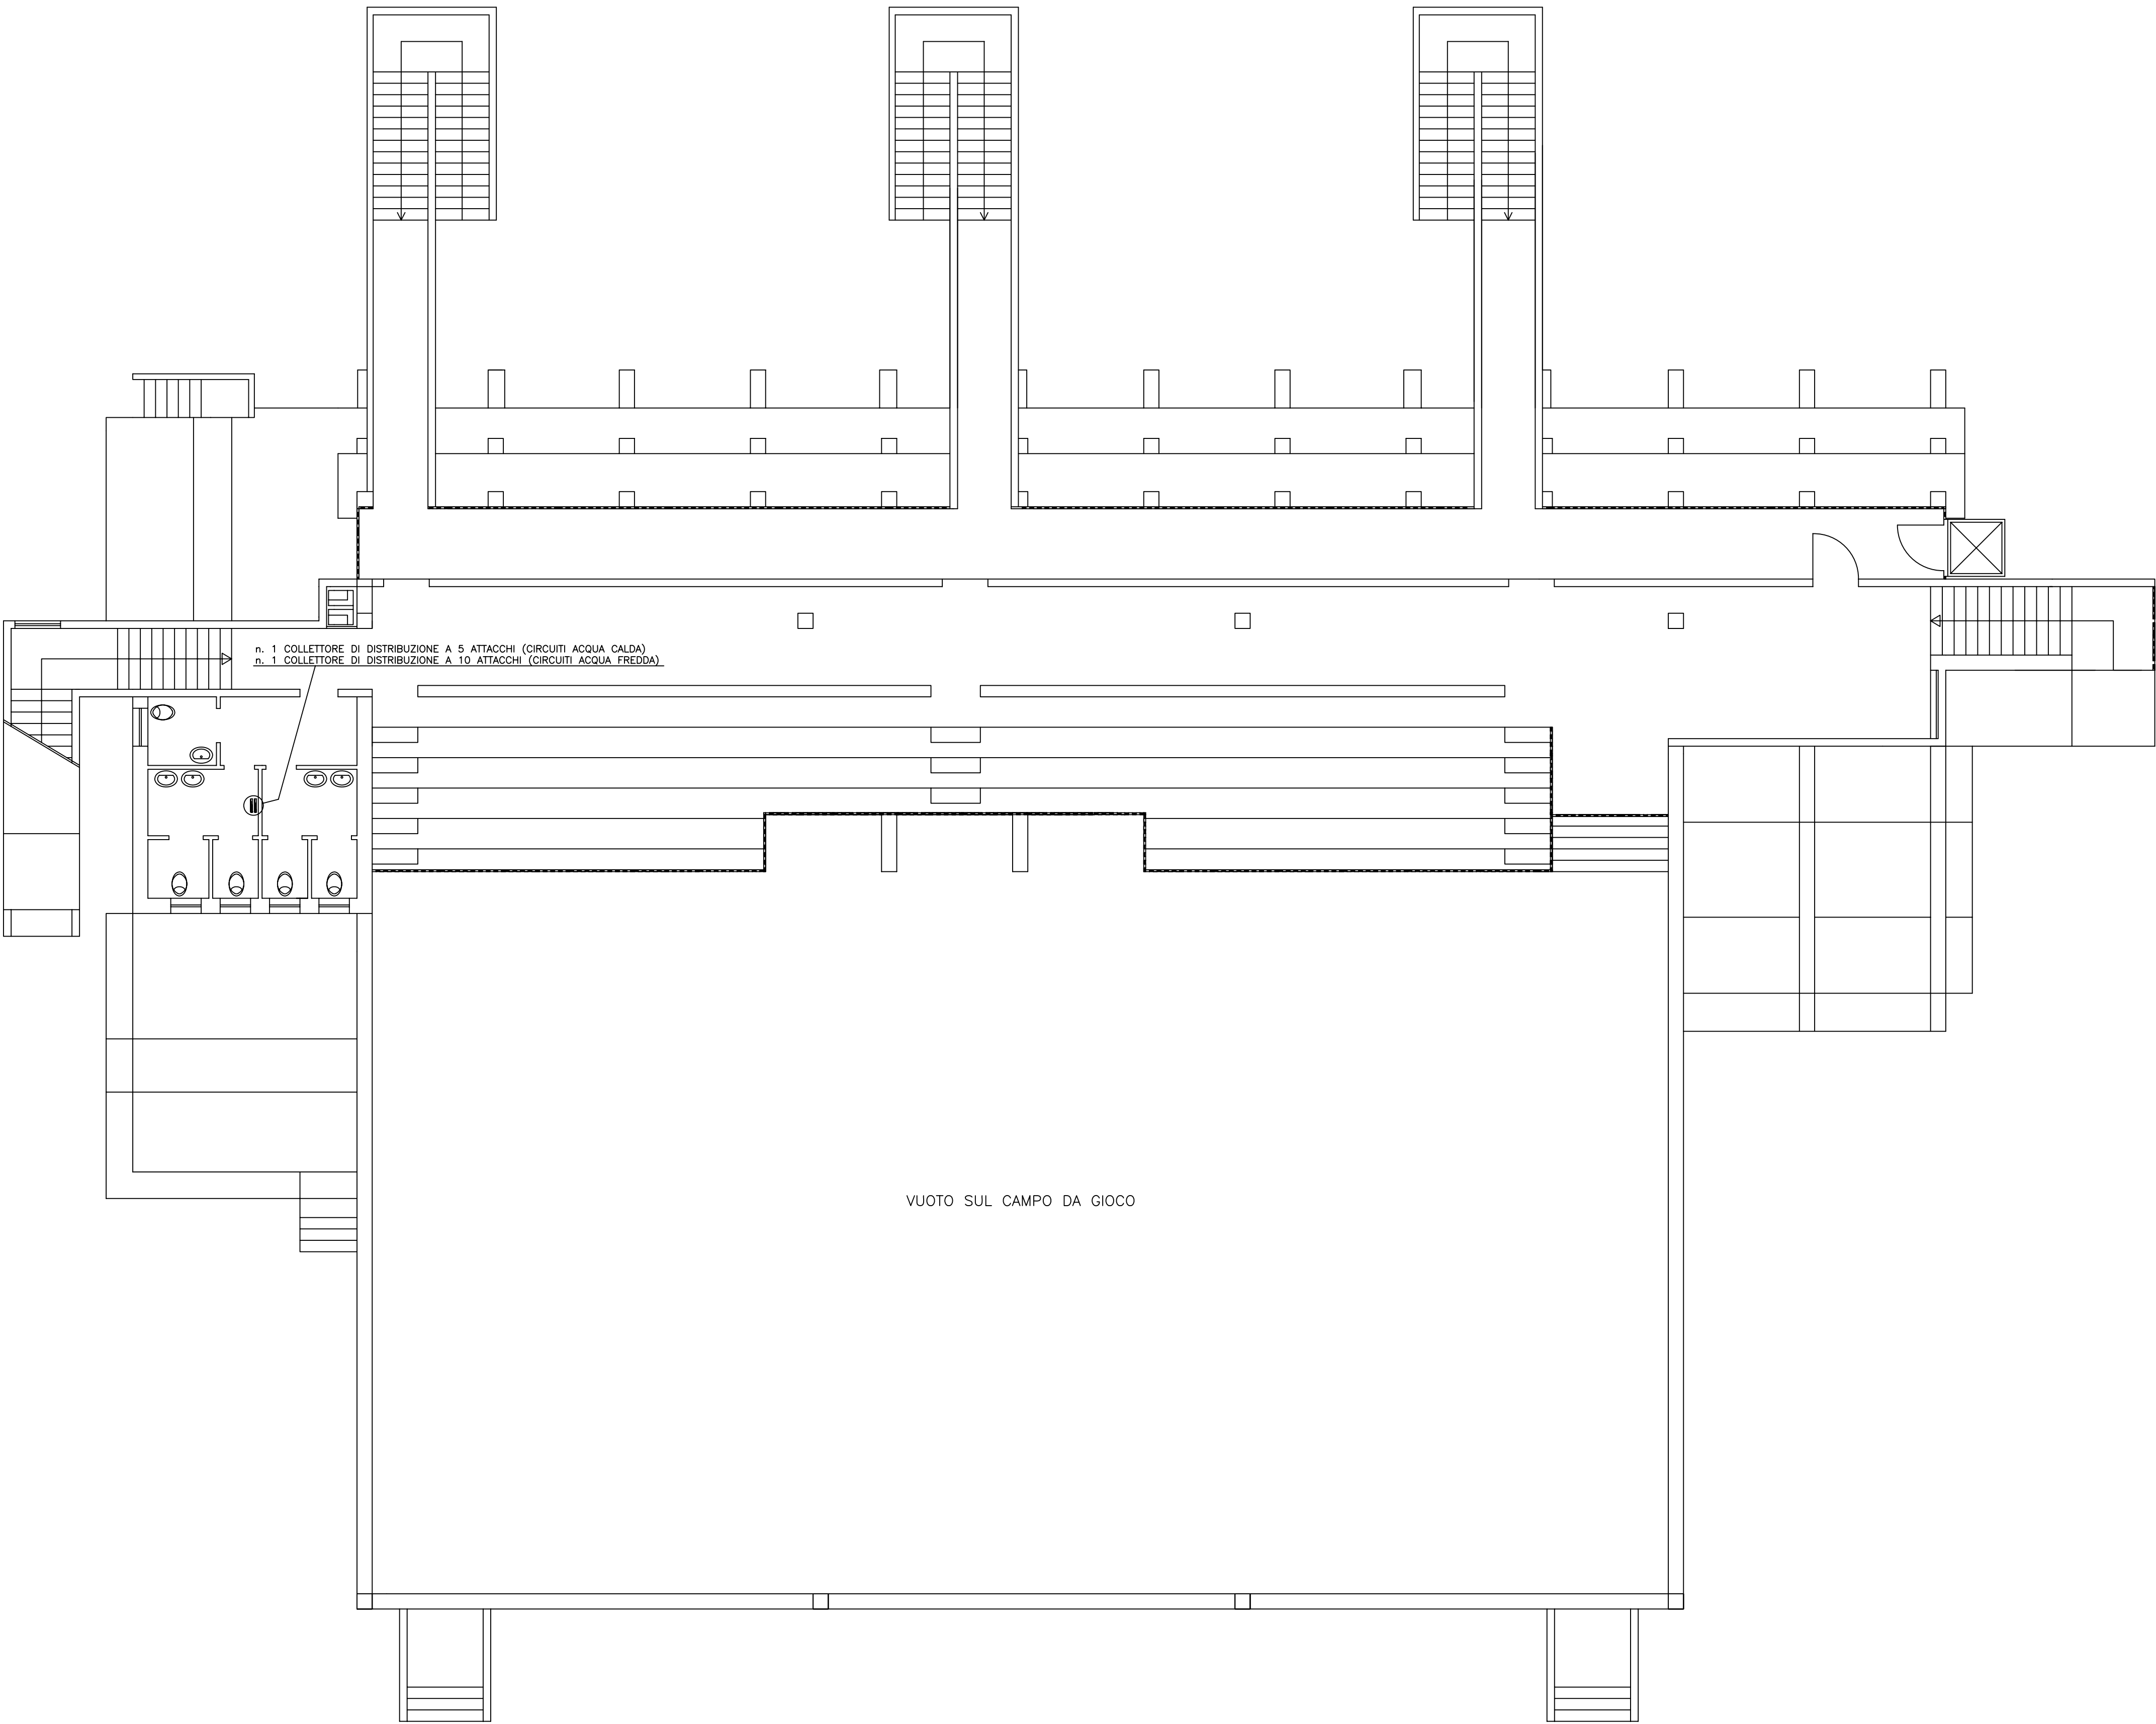 n. 1 COLLETTORE DI DISTRIBUZIONE A 5 ATTACCHI (CIRCUITI ACQUA CALDA)
n. 1 COLLETTORE DI DISTRIBUZIONE A 10 ATTACCHI (CIRCUITI ACQUA FREDDA)
VUOTO SUL CAMPO DA GIOCO